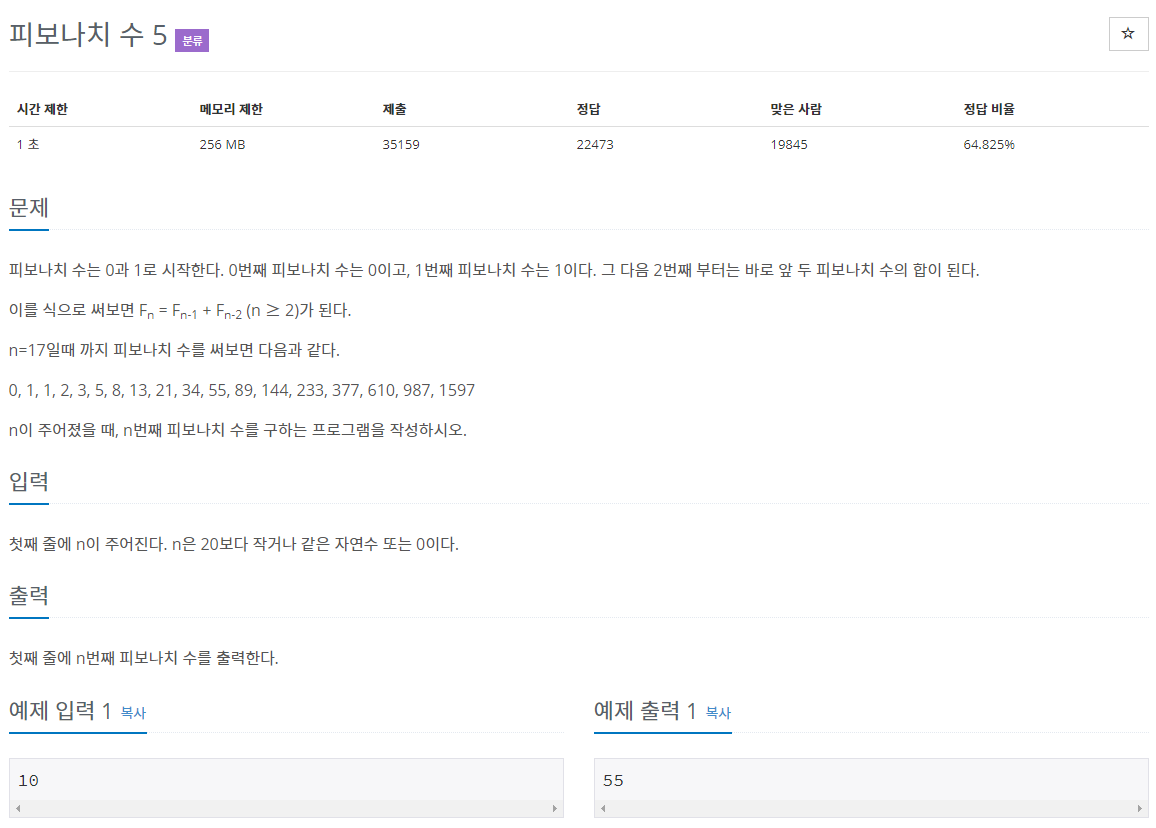 피보나치 수 5 분류
☆
시간 제한 메모리 제한 제출 정답 맞은 사람 정답 비율
1 초 256 MB 35159 22473 19845 64.825%
문제
피보나치 수는 0과 1로 시작한다. 0번째 피보나치 수는 0이고, 1번째 피보나치 수는 1이다. 그 다음 2번째 부터는 바로 앞 두 피보나치 수의 합이 된다.
이를 식으로 써보면 Fn = Fn-1 + Fn-2 (n ≥ 2)가 된다.
n=17일때 까지 피보나치 수를 써보면 다음과 같다.
0, 1, 1, 2, 3, 5, 8, 13, 21, 34, 55, 89, 144, 233, 377, 610, 987, 1597
n이 주어졌을 때, n번째 피보나치 수를 구하는 프로그램을 작성하시오.
입력
첫째 줄에 n이 주어진다. n은 20보다 작거나 같은 자연수 또는 0이다.
출력
첫째 줄에 n번째 피보나치 수를 출력한다.
예제 입력 1 복사
10
예제 출력 1 복사
55